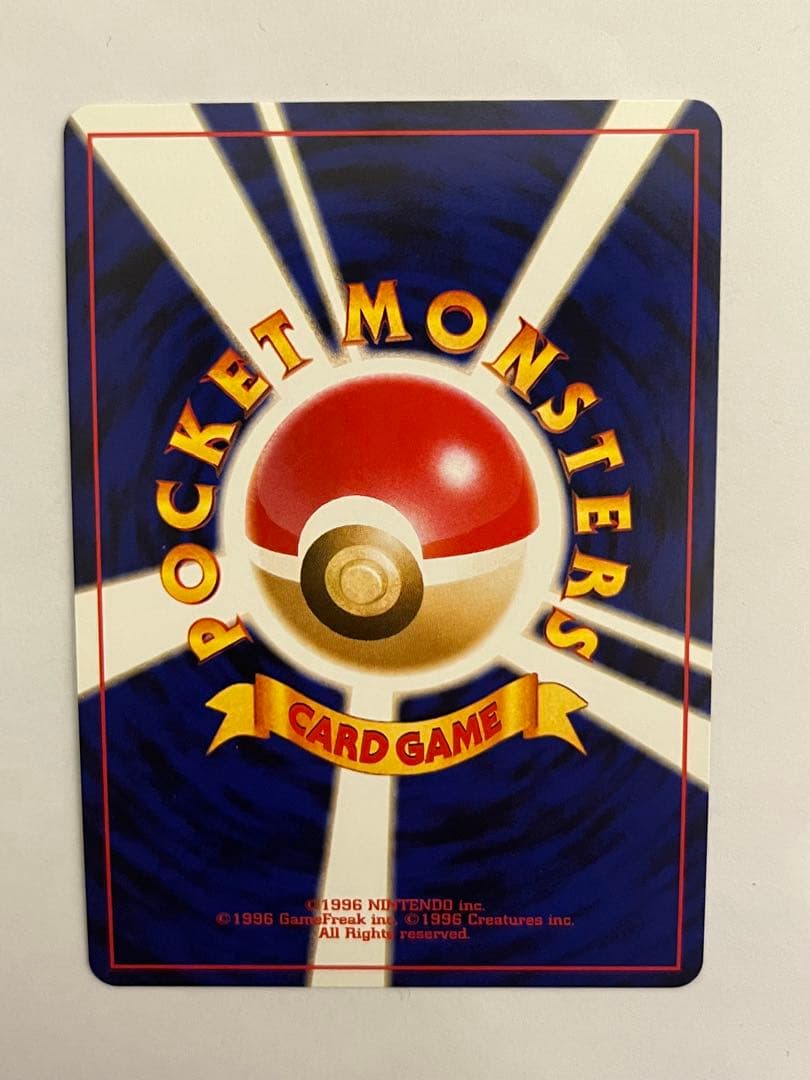 POCKET MONSTERS
CARD GAME
©1996 NINTENDO inc.
©1996 GameFreak inc. ©1996 Creatures inc.
All Rights reserved.